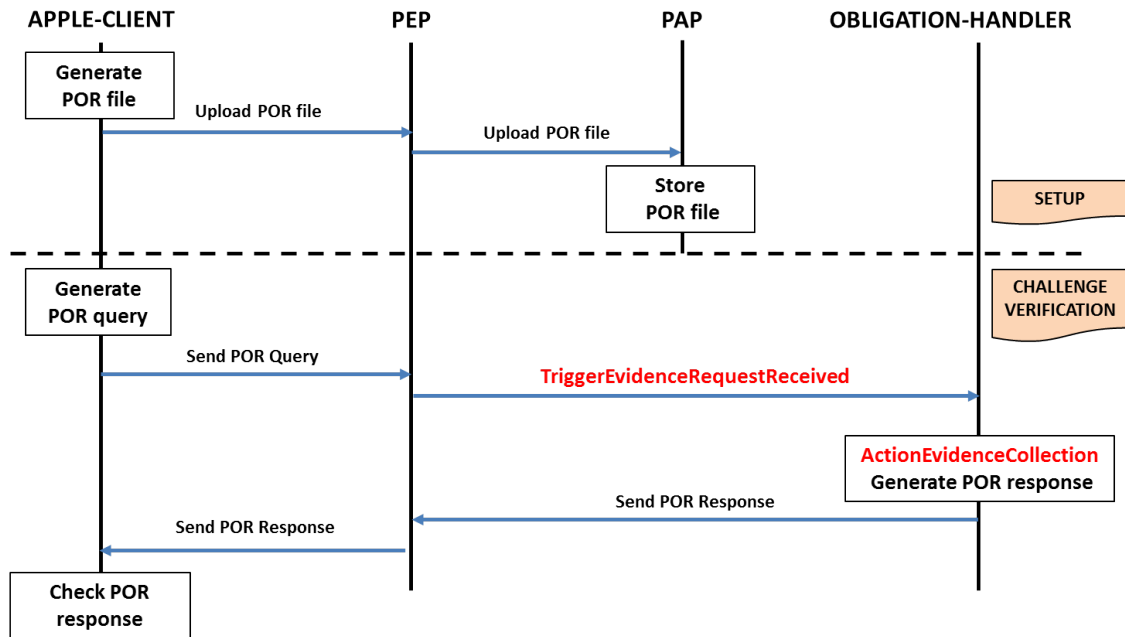 APPLE-CLIENT
PEP
PAP
OBLIGATION-HANDLER
Generate
POR file
Upload POR file
Upload POR file
Store
POR file
SETUP
Generate
POR query
CHALLENGE
VERIFICATION
Send POR Query
TriggerEvidenceRequestReceived
ActionEvidenceCollection
Generate POR response
Send POR Response
Send POR Response
Check POR
response